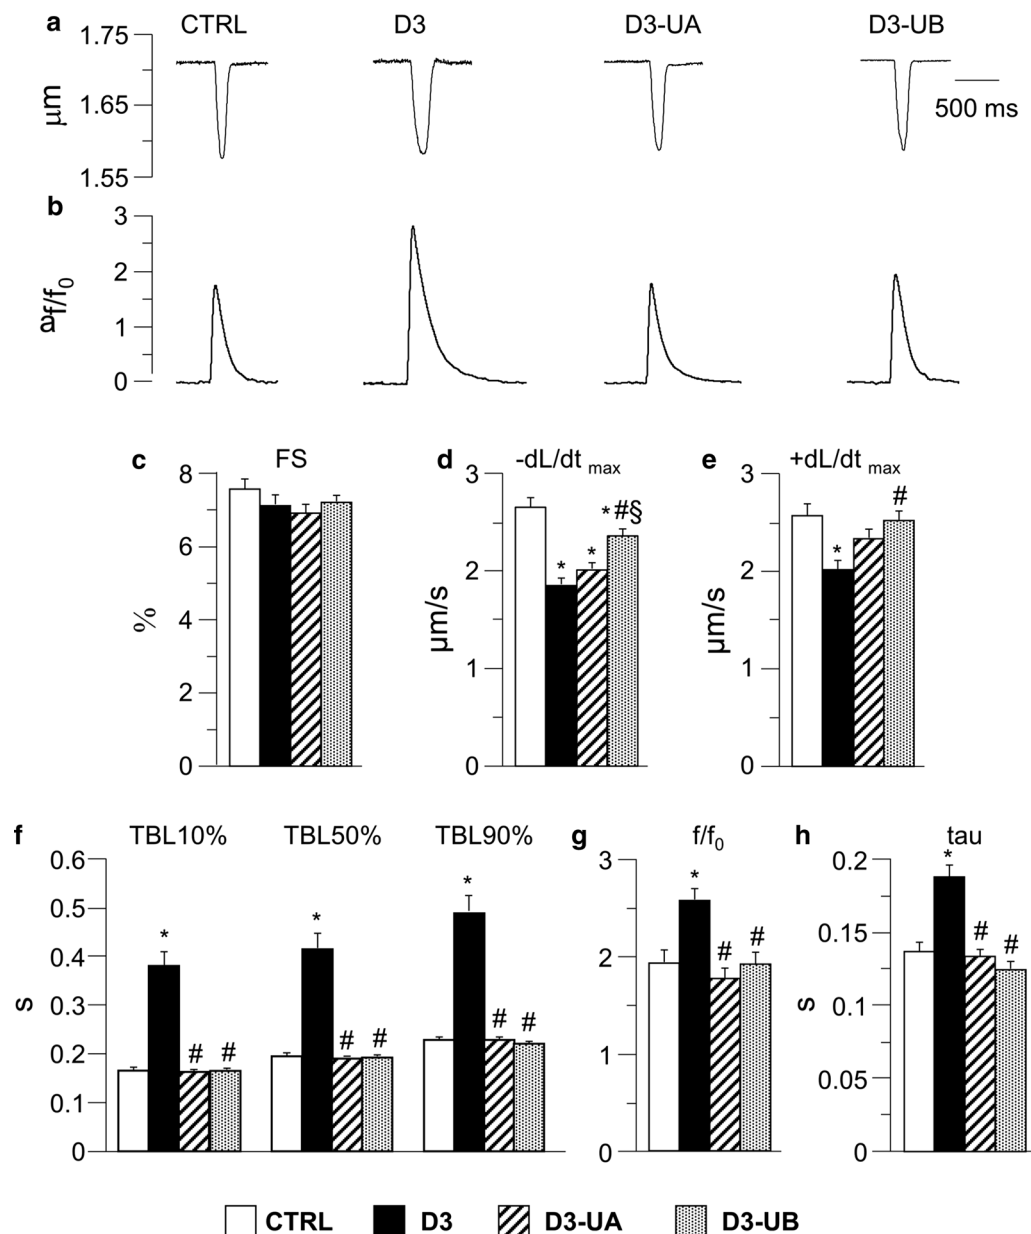 a CTRL D3 D3-UA D3-UB
1.75
1.65
1.55
µm
500 ms
b
3
2
1
0
f/f0
c FS
8
6
4
2
0
%
d -dL/dt max
3
2
1
0
µm/s
* * *#§
e +dL/dt max
3
2
1
0
µm/s
* #
f TBL10% TBL50% TBL90%
0.6
0.5
0.4
0.3
0.2
0.1
0
s
* # # * # # * # #
g f/f0
3
2
1
0
* # #
h tau
0.2
0.15
0.1
0.05
0
s
* # #
CTRL D3 D3-UA D3-UB